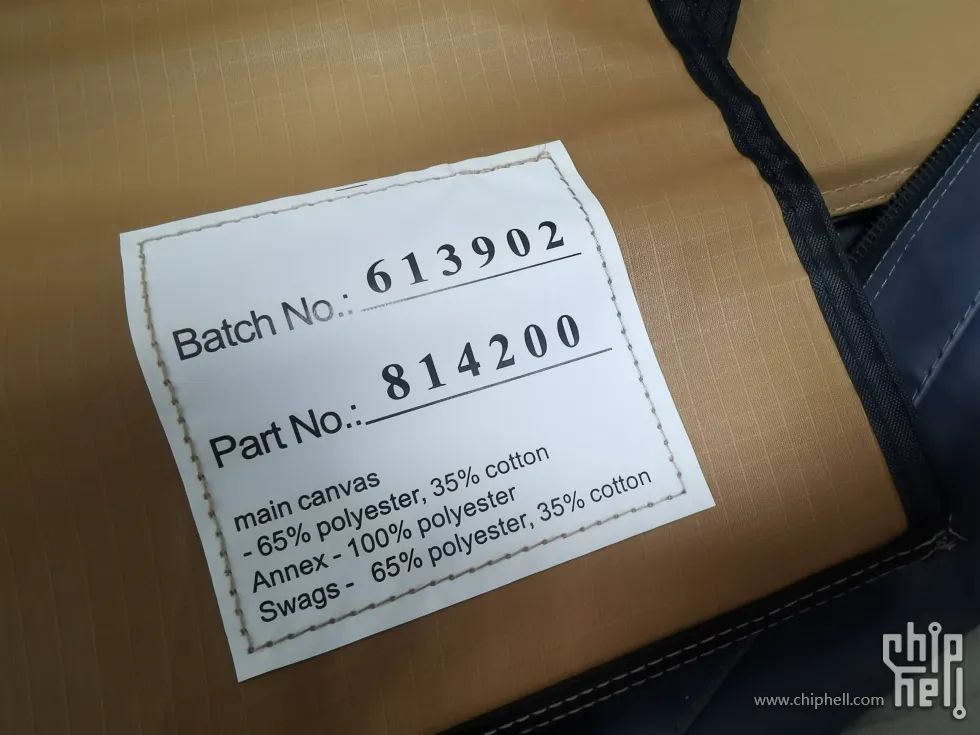 Batch No.: 613902
Part No.: 814200
main canvas
- 65% polyester, 35% cotton
Annex - 100% polyester
Swags - 65% polyester, 35% cotton
chip
hell
www.chiphell.com